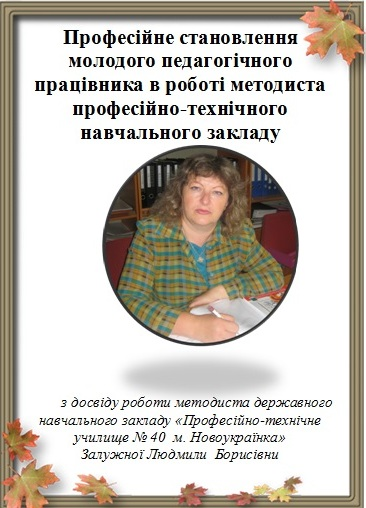 Професійне становлення
молодого педагогічного
працівника в роботі методиста
професійно-технічного
навчального закладу
з досвіду роботи методиста державного
навчального закладу «Професійно-технічне
училище № 40  м. Новоукраїнка»
Залужної Людмили  Борисівни